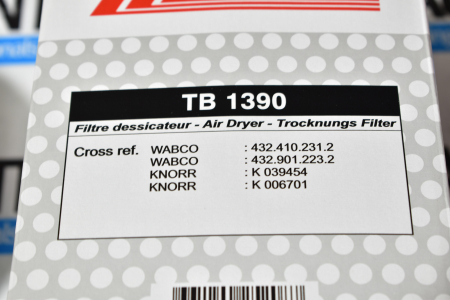 TB 1390
Filtre dessicateur - Air Dryer - Trocknungs Filter
Cross ref. WABCO : 432.410.231.2
WABCO : 432.901.223.2
KNORR : K 039454
KNORR : K 006701